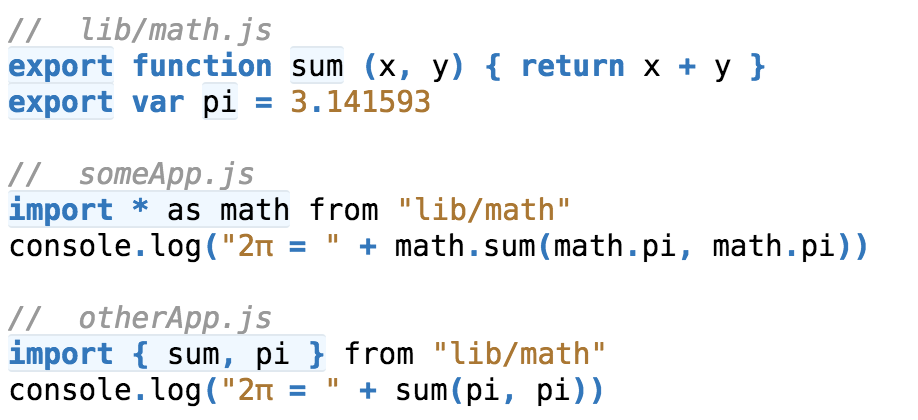 //  lib/math.js
export function sum (x, y) { return x + y }
export var pi = 3.141593
//  someApp.js
import * as math from "lib/math"
console.log("2π = " + math.sum(math.pi, math.pi))
//  otherApp.js
import { sum, pi } from "lib/math"
console.log("2π = " + sum(pi, pi))